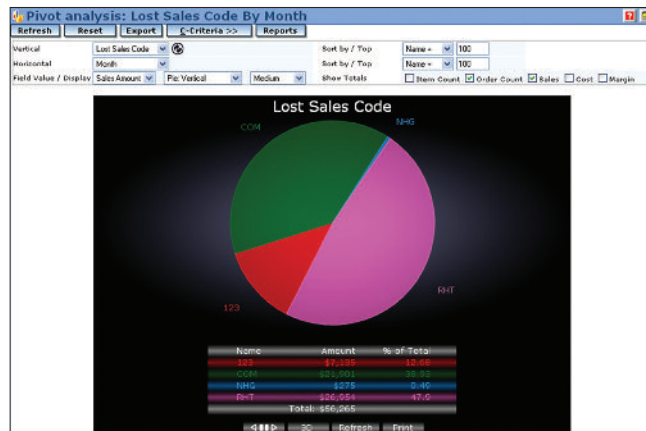 Pivot analysis: Lost Sales Code By Month
Refresh Reset Export C-Criteria >> Reports
Vertical Lost Sales Code Sort by / Top Name + 100
Horizontal Month Sort by / Top Name + 100
Field Value / Display Sales Amount Pie: Vertical Medium Show Totals Item Count Order Count Sales Cost Margin
Lost Sales Code
COM
NHG
RHT
123
Name Amount % of Total
123 $7,135 12.68
COM $21,901 38.93
NHG $275 0.49
RHT $26,954 47.9
Total: $56,265
3D Refresh Print